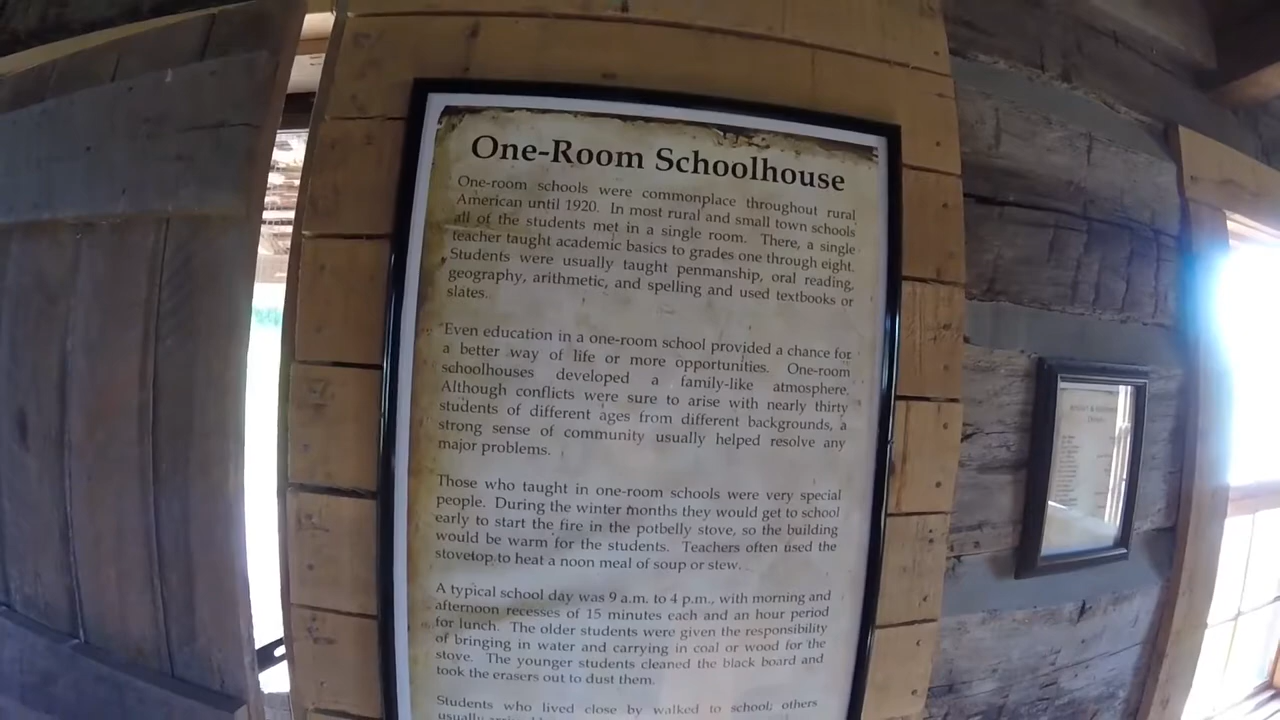 One-Room Schoolhouse
One-room schools were commonplace throughout rural
American until 1920. In most rural and small town schools
all of the students met in a single room. There, a single
teacher taught academic basics to grades one through eight.
Students were usually taught penmanship, oral reading,
geography, arithmetic, and spelling and used textbooks or
slates.
Even education in a one-room school provided a chance for
a better way of life or more opportunities. One-room
schoolhouses developed a family-like atmosphere.
Although conflicts were sure to arise with nearly thirty
students of different ages from different backgrounds, a
strong sense of community usually helped resolve any
major problems.
Those who taught in one-room schools were very special
people. During the winter months they would get to school
early to start the fire in the potbelly stove, so the building
would be warm for the students. Teachers often used the
stovetop to heat a noon meal of soup or stew.
A typical school day was 9 a.m. to 4 p.m., with morning and
afternoon recesses of 15 minutes each and an hour period
for lunch. The older students were given the responsibility
of bringing in water and carrying in coal or wood for the
stove. The younger students cleaned the black board and
took the erasers out to dust them.
Students who lived close by walked to school; others
usually